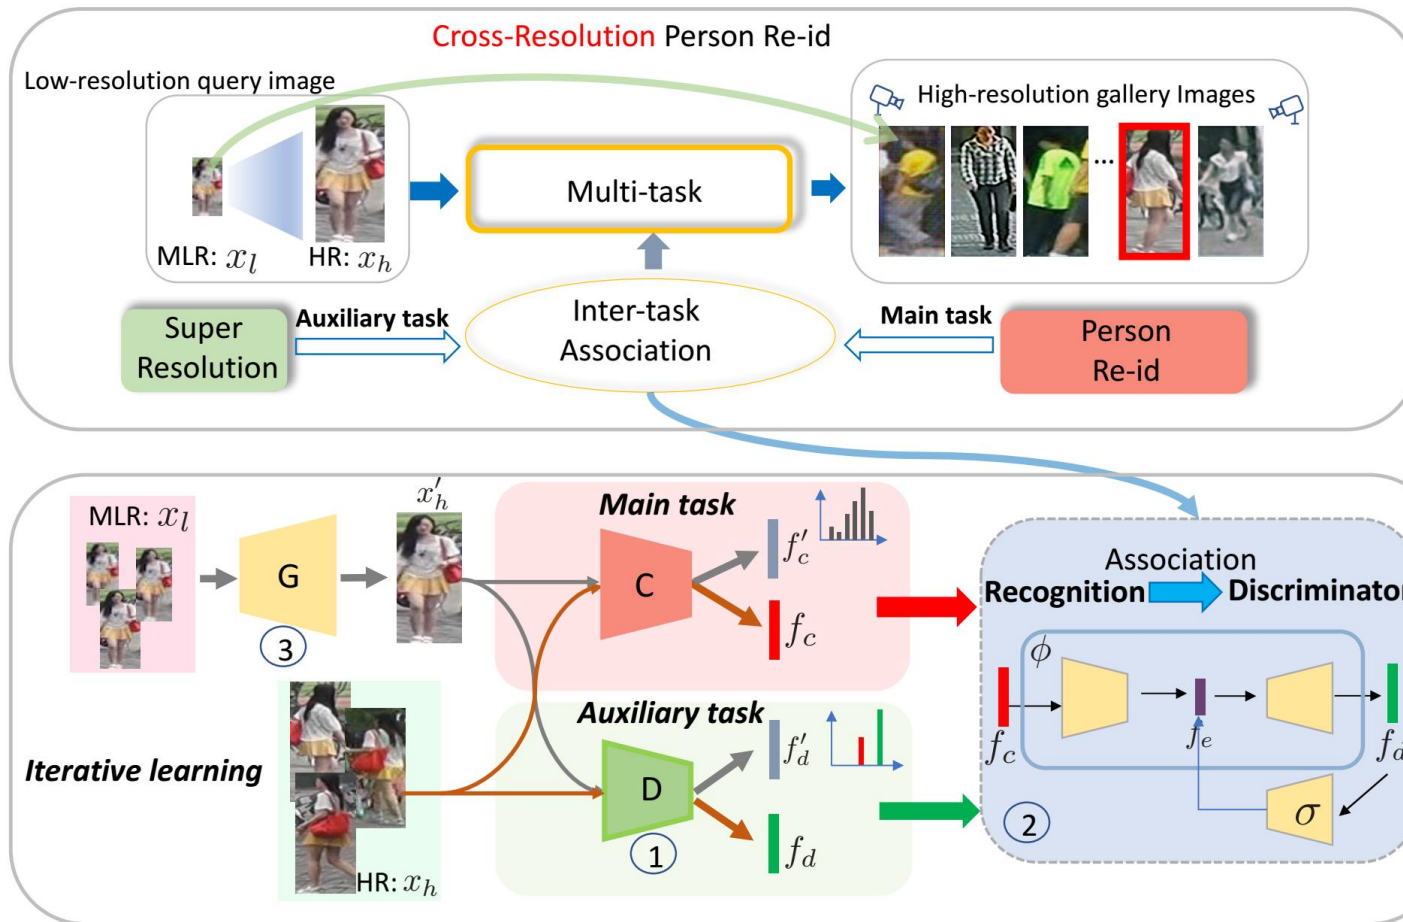 Cross-Resolution Person Re-id
Low-resolution query image
High-resolution gallery Images
...
Multi-task
MLR: x_l
HR: x_h
Super
Resolution
Auxiliary task
Inter-task
Association
Main task
Person
Re-id
MLR: x_l
x'_h
G
3
Main task
C
f'_c
f_c
Iterative learning
HR: x_h
Auxiliary task
D
1
f'_d
f_d
Association
Recognition
Discriminator
ϕ
f_c
f_e
f_d
σ
2